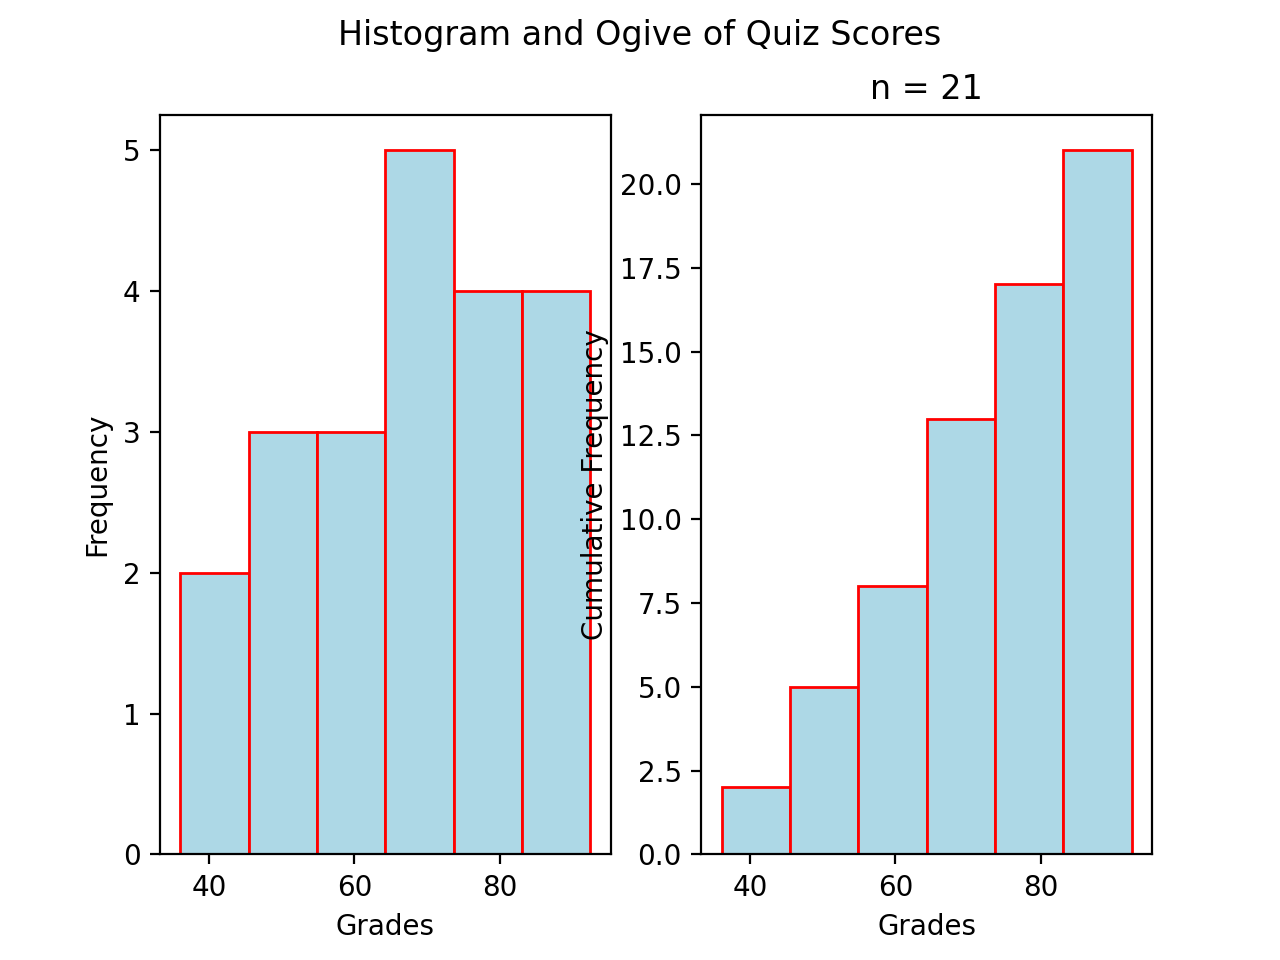 Histogram and Ogive of Quiz Scores
5
4
3
2
1
0
Frequency
40 60 80
Grades
n = 21
20.0
17.5
15.0
12.5
10.0
7.5
5.0
2.5
0.0
Cumulative Frequency
40 60 80
Grades